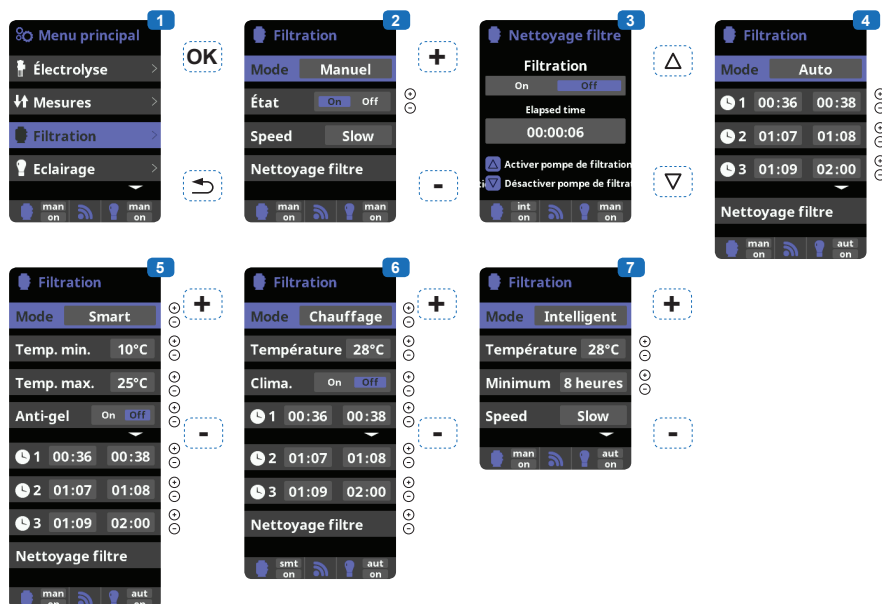 1
Menu principal
Électrolyse
Mesures
Filtration
Eclairage
man on
man on
OK
2
Filtration
Mode Manuel
État On Off
Speed Slow
Nettoyage filtre
man on
man on
+
-
3
Nettoyage filtre
Filtration
On Off
Elapsed time
00:00:06
Activer pompe de filtration
Désactiver pompe de filtra
int on
man on
4
Filtration
Mode Auto
1 00:36 00:38
2 01:07 01:08
3 01:09 02:00
Nettoyage filtre
man on
aut on
5
Filtration
Mode Smart
Temp. min. 10°C
Temp. max. 25°C
Anti-gel On Off
1 00:36 00:38
2 01:07 01:08
3 01:09 02:00
Nettoyage filtre
man on
aut on
+
-
6
Filtration
Mode Chauffage
Température 28°C
Clima. On Off
1 00:36 00:38
2 01:07 01:08
3 01:09 02:00
Nettoyage filtre
smt on
aut on
+
-
7
Filtration
Mode Intelligent
Température 28°C
Minimum 8 heures
Speed Slow
man on
aut on
+
-